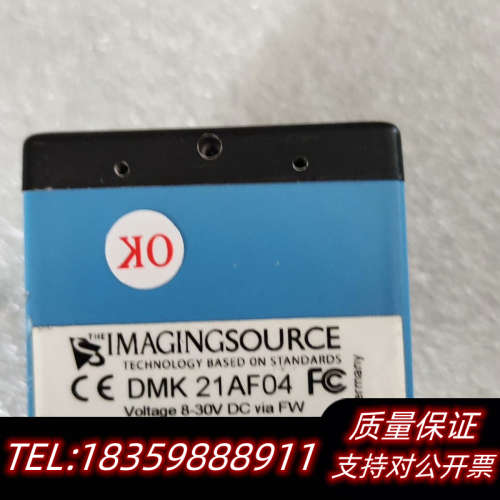 OK
THE
IMAGINGSOURCE
TECHNOLOGY BASED ON STANDARDS
CE DMK 21AF04 FC
Voltage 8-30V DC via FW
Germany
质量保证
TEL:18359888911
支持对公开票